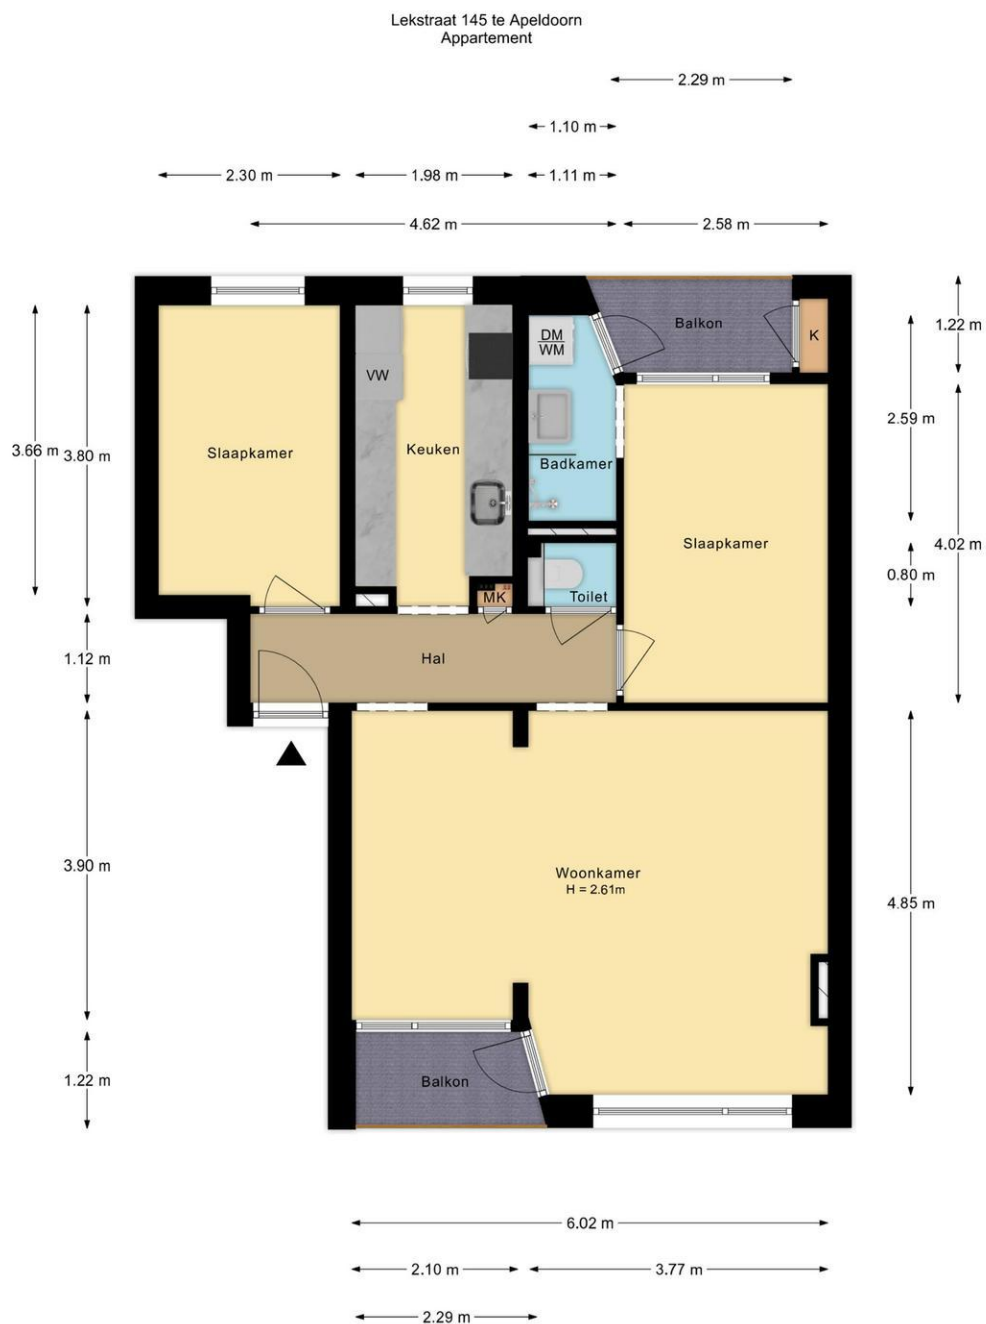 Lekstraat 145 te Apeldoorn
Appartement
2.29 m
1.10 m
2.30 m
1.98 m
1.11 m
4.62 m
2.58 m
Balkon
K
1.22 m
DM
WM
VW
2.59 m
3.66 m
3.80 m
Slaapkamer
Keuken
Badkamer
Slaapkamer
4.02 m
0.80 m
MK
Toilet
1.12 m
Hal
3.90 m
Woonkamer
H = 2.61m
4.85 m
1.22 m
Balkon
6.02 m
2.10 m
3.77 m
2.29 m